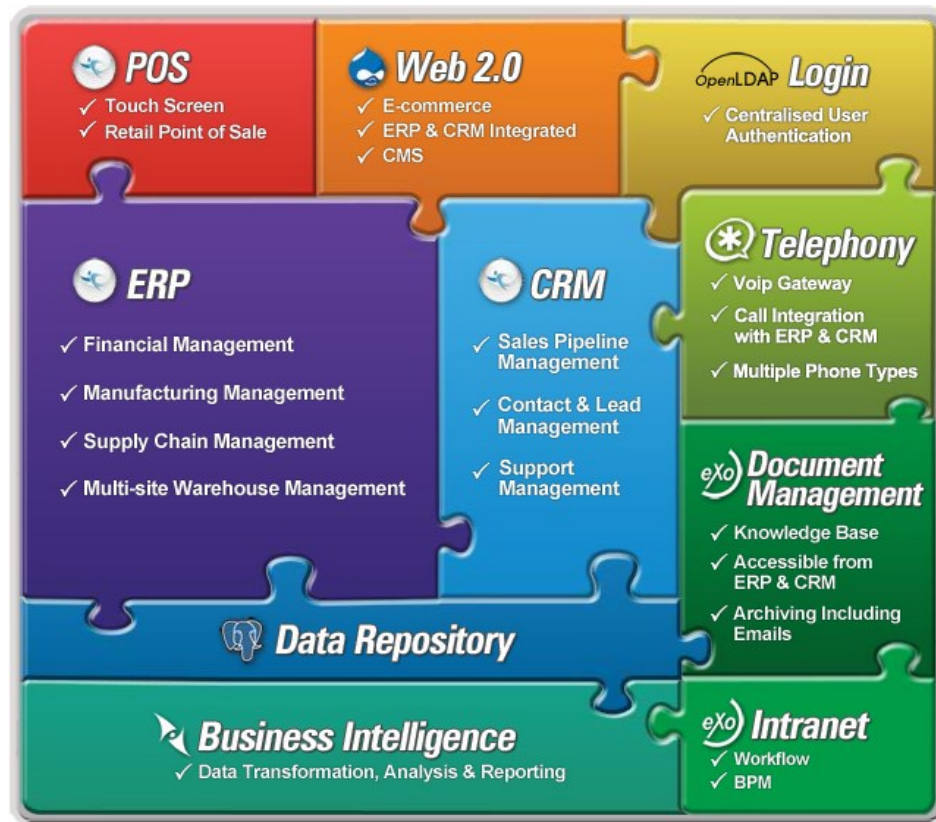 POS
✓ Touch Screen
✓ Retail Point of Sale
Web 2.0
✓ E-commerce
✓ ERP & CRM Integrated
✓ CMS
OpenLDAP Login
✓ Centralised User
Authentication
ERP
✓ Financial Management
✓ Manufacturing Management
✓ Supply Chain Management
✓ Multi-site Warehouse Management
CRM
✓ Sales Pipeline
Management
✓ Contact & Lead
Management
✓ Support
Management
Telephony
✓ Voip Gateway
✓ Call Integration
with ERP & CRM
✓ Multiple Phone Types
eXo Document
Management
✓ Knowledge Base
✓ Accessible from
ERP & CRM
✓ Archiving Including
Emails
Data Repository
Business Intelligence
✓ Data Transformation, Analysis & Reporting
eXo Intranet
✓ Workflow
✓ BPM